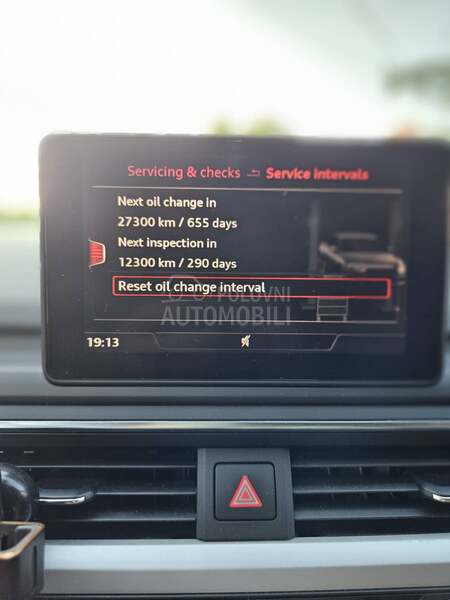 Servicing & checks Service intervals
Next oil change in
27300 km / 655 days
Next inspection in
12300 km / 290 days
Reset oil change interval
POLOVNI
AUTOMOBILI
19:13